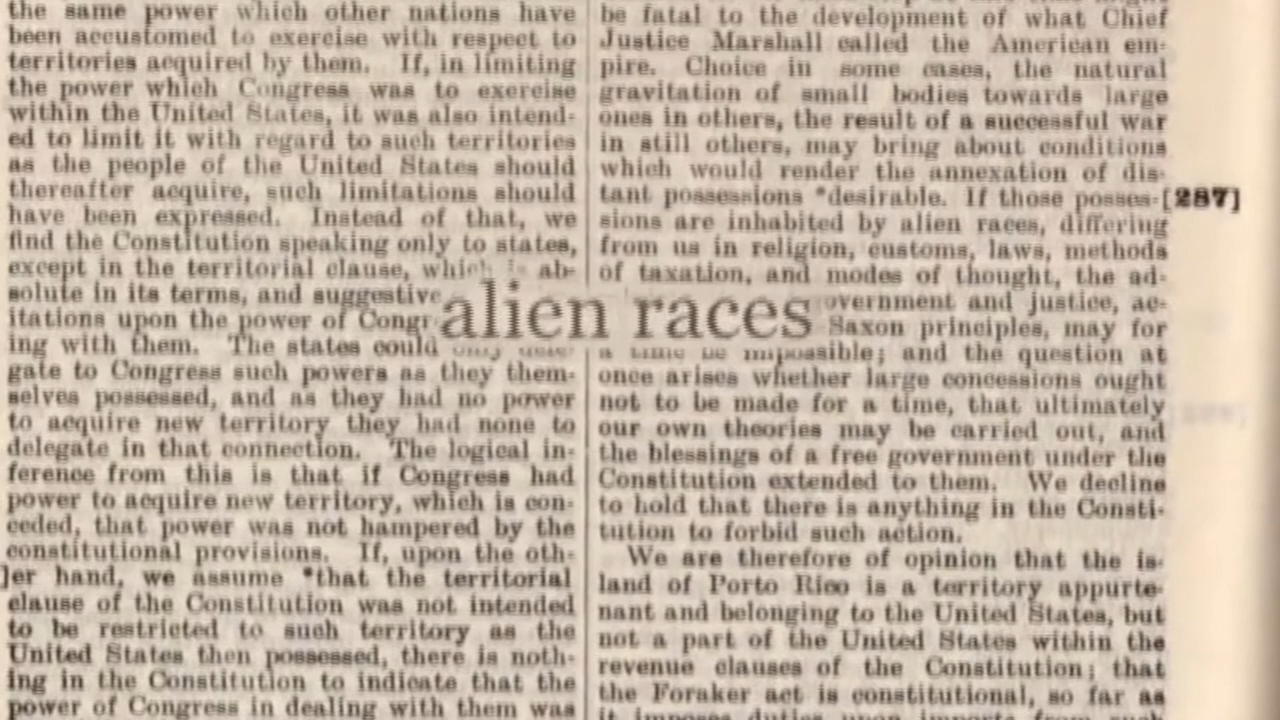 the same power which other nations have
been accustomed to exercise with respect to
territories acquired by them. If, in limiting
the power which Congress was to exercise
within the United States, it was also intend-
ed to limit it with regard to such territories
as the people of the United States should
thereafter acquire, such limitations should
have been expressed. Instead of that, we
find the Constitution speaking only to states,
except in the territorial clause, which is ab-
solute in its terms, and suggestive
itations upon the power of Congr
ing with them. The states could only dele-
gate to Congress such powers as they them-
selves possessed, and as they had no power
to acquire new territory they had none to
delegate in that connection. The logical in-
ference from this is that if Congress had
power to acquire new territory, which is con-
ceded, that power was not hampered by the
constitutional provisions. If, upon the oth-
]er hand, we assume *that the territorial
clause of the Constitution was not intended
to be restricted to such territory as the
United States then possessed, there is noth-
ing in the Constitution to indicate that the
power of Congress in dealing with them was
be fatal to the development of what Chief
Justice Marshall called the American em-
pire. Choice in some cases, the natural
gravitation of small bodies towards large
ones in others, the result of a successful war
in still others, may bring about conditions
which would render the annexation of dis-
tant possessions *desirable. If those posses-[287]
sions are inhabited by alien races, differing
from us in religion, customs, laws, methods
of taxation, and modes of thought, the ad-
overnment and justice, ac-
Saxon principles, may for
a time be impossible; and the question at
once arises whether large concessions ought
not to be made for a time, that ultimately
our own theories may be carried out, and
the blessings of a free government under the
Constitution extended to them. We decline
to hold that there is anything in the Consti-
tution to forbid such action.
We are therefore of opinion that the is-
land of Porto Rico is a territory appurte-
nant and belonging to the United States, but
not a part of the United States within the
revenue clauses of the Constitution; that
the Foraker act is constitutional, so far as
it imposes duties upon imports from such
alien races